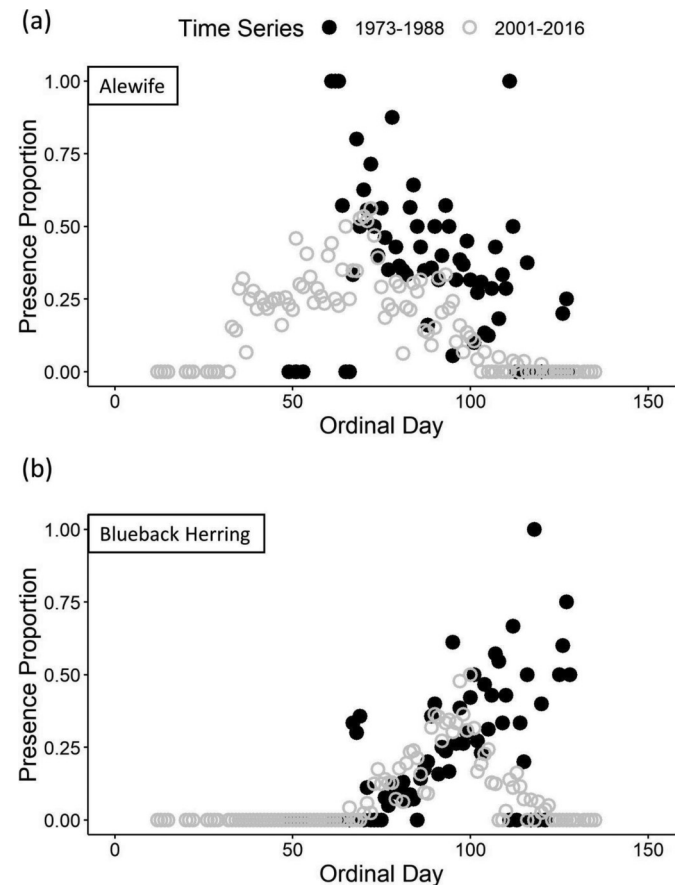 (a)
Time Series ● 1973-1988 ○ 2001-2016
Alewife
1.00
0.75
0.50
0.25
0.00
Presence Proportion
0 50 100 150
Ordinal Day
(b)
Blueback Herring
1.00
0.75
0.50
0.25
0.00
Presence Proportion
0 50 100 150
Ordinal Day